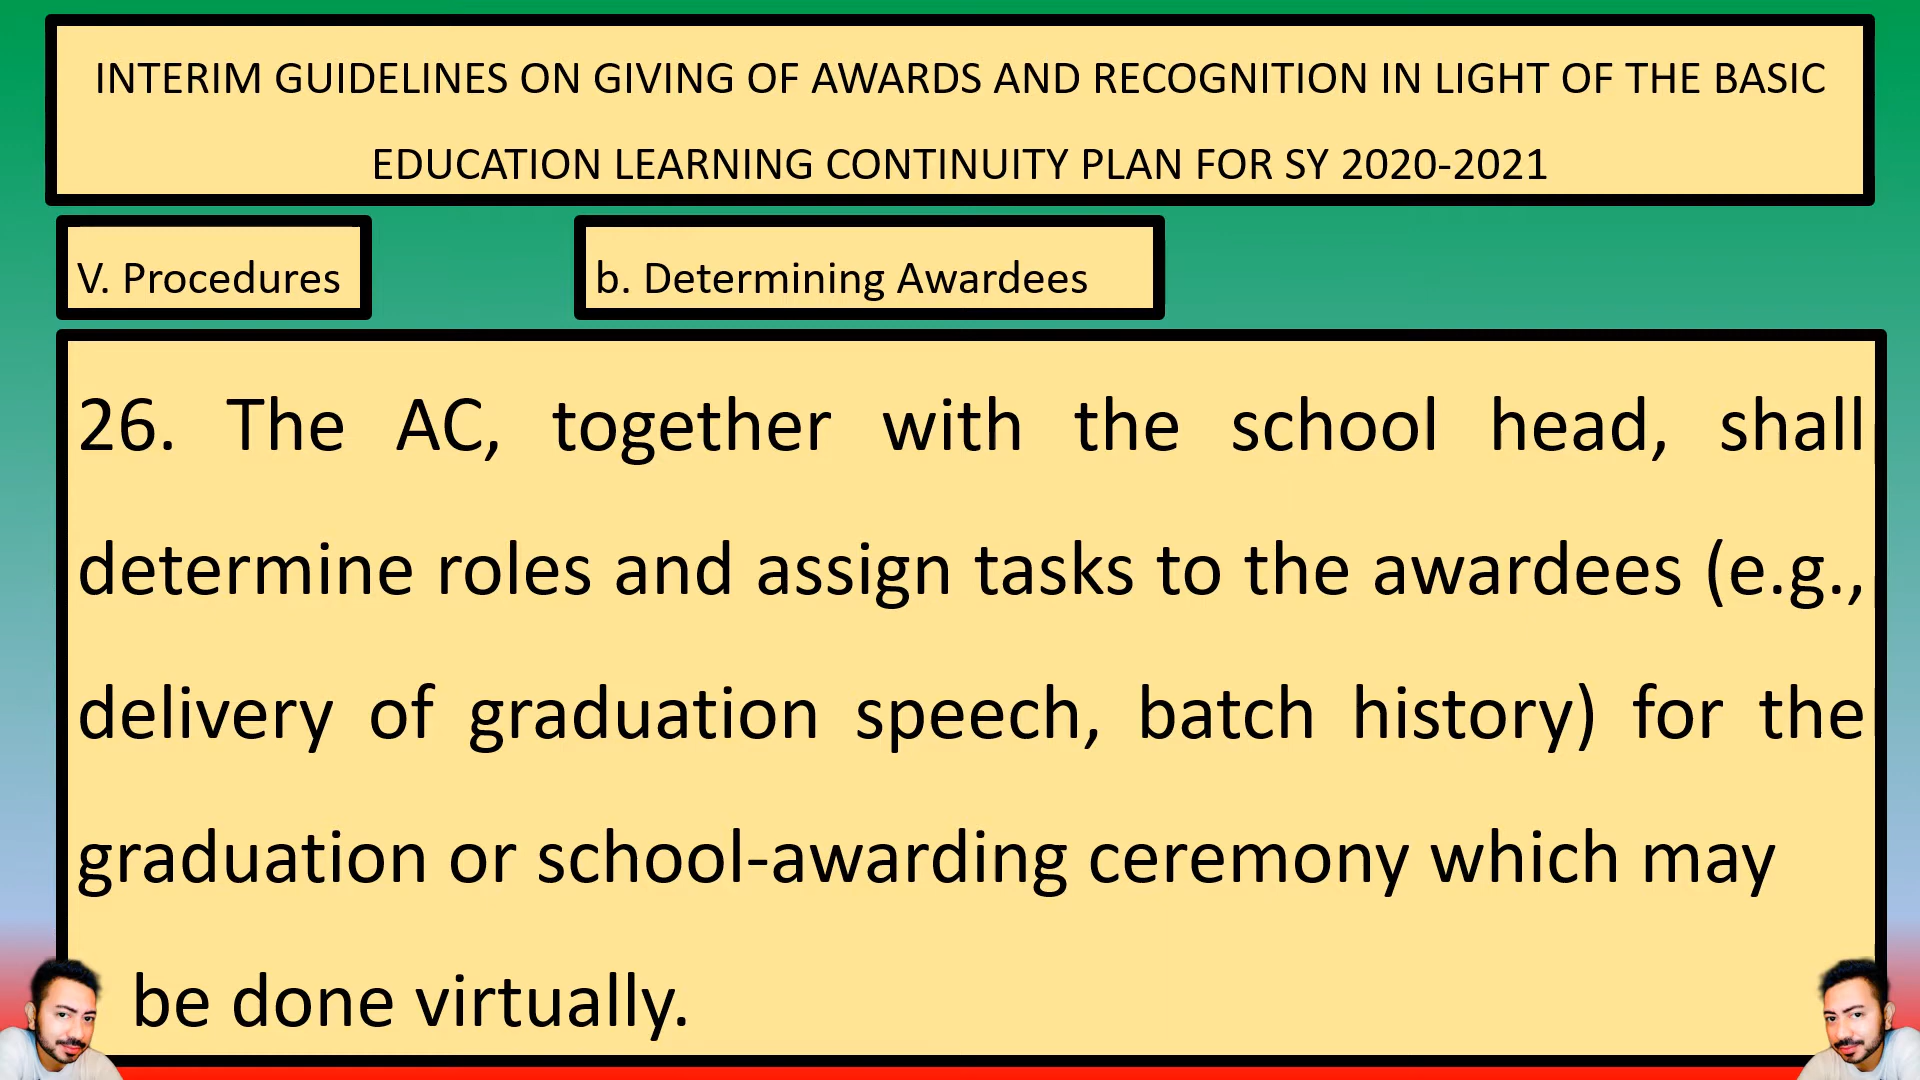 INTERIM GUIDELINES ON GIVING OF AWARDS AND RECOGNITION IN LIGHT OF THE BASIC
EDUCATION LEARNING CONTINUITY PLAN FOR SY 2020-2021
V. Procedures
b. Determining Awardees
26. The AC, together with the school head, shall
determine roles and assign tasks to the awardees (e.g.,
delivery of graduation speech, batch history) for the
graduation or school-awarding ceremony which may
be done virtually.